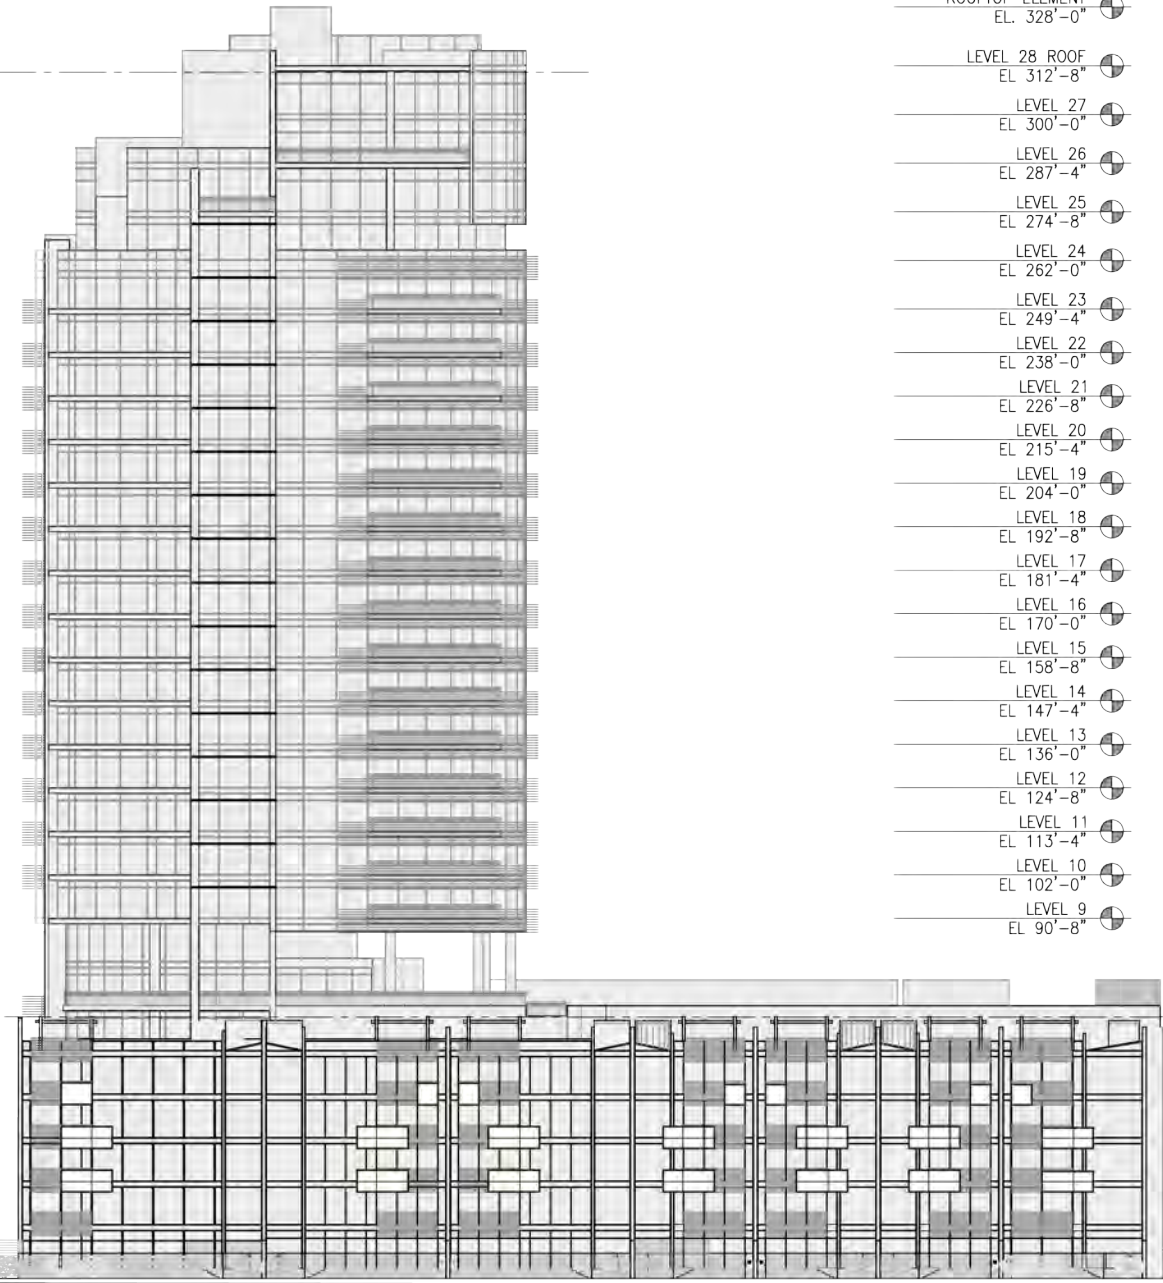 ROOFTOP ELEMENT
EL. 328'-0"
LEVEL 28 ROOF
EL 312'-8"
LEVEL 27
EL 300'-0"
LEVEL 26
EL 287'-4"
LEVEL 25
EL 274'-8"
LEVEL 24
EL 262'-0"
LEVEL 23
EL 249'-4"
LEVEL 22
EL 238'-0"
LEVEL 21
EL 226'-8"
LEVEL 20
EL 215'-4"
LEVEL 19
EL 204'-0"
LEVEL 18
EL 192'-8"
LEVEL 17
EL 181'-4"
LEVEL 16
EL 170'-0"
LEVEL 15
EL 158'-8"
LEVEL 14
EL 147'-4"
LEVEL 13
EL 136'-0"
LEVEL 12
EL 124'-8"
LEVEL 11
EL 113'-4"
LEVEL 10
EL 102'-0"
LEVEL 9
EL 90'-8"